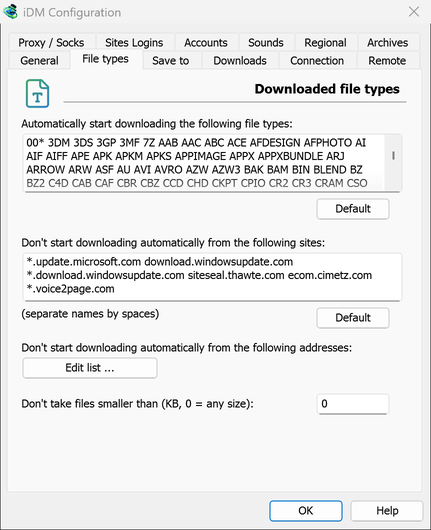 iDM Configuration
Proxy / Socks Sites Logins Accounts Sounds Regional Archives
General File types Save to Downloads Connection Remote
Downloaded file types
Automatically start downloading the following file types:
00* 3DM 3DS 3GP 3MF 7Z AAB AAC ABC ACE AFDESIGN AFPHOTO AI
AIF AIFF APE APK APKM APKS APPIMAGE APPX APPXBUNDLE ARJ
ARROW ARW ASF AU AVI AVRO AZW AZW3 BAK BAM BIN BLEND BZ
BZ2 C4D CAB CAF CBR CBZ CCD CHD CKPT CPIO CR2 CR3 CRAM CSO
Default
Don't start downloading automatically from the following sites:
*.update.microsoft.com download.windowsupdate.com
*.download.windowsupdate.com siteseal.thawte.com ecom.cimetz.com
*.voice2page.com
(separate names by spaces)
Default
Don't start downloading automatically from the following addresses:
Edit list ...
Don't take files smaller than (KB, 0 = any size):
0
OK
Help